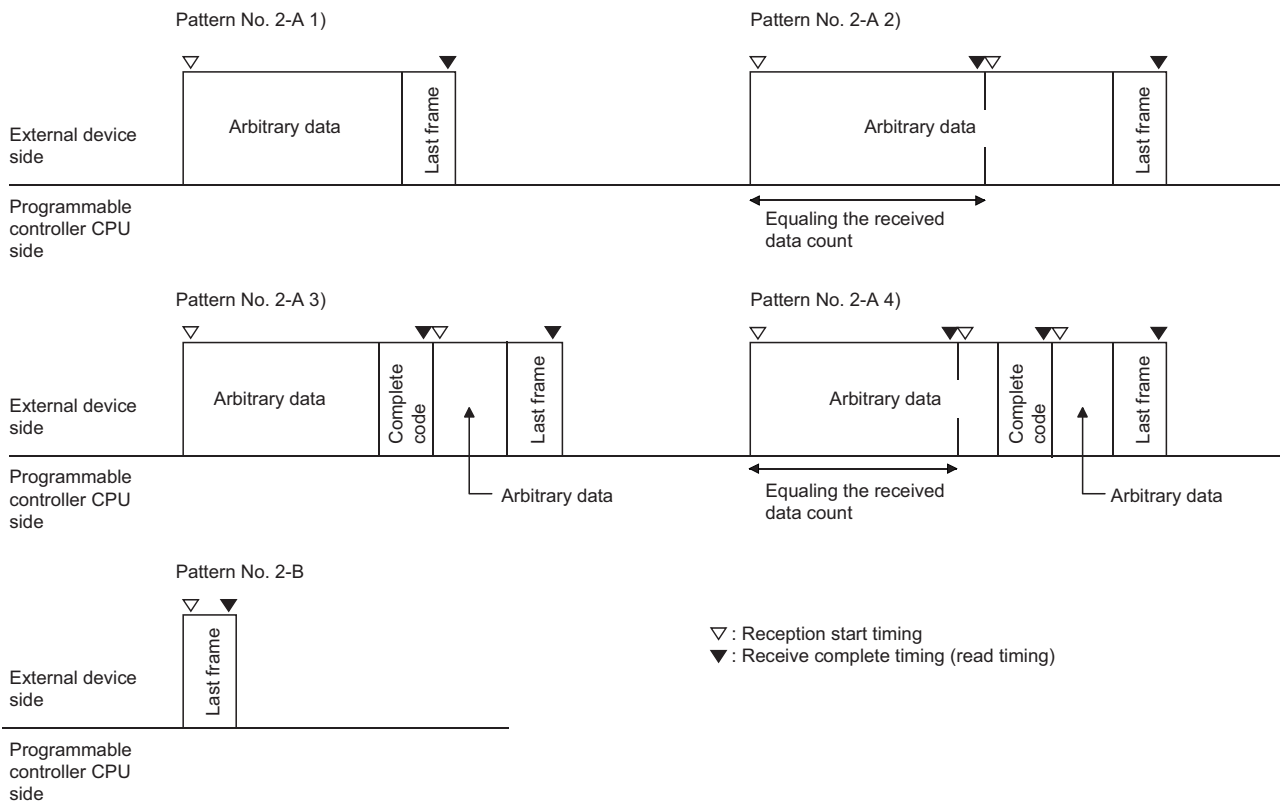 Pattern No. 2-A 1)
Pattern No. 2-A 2)
External device
side
Arbitrary data
Last frame
Arbitrary data
Last frame
Programmable
controller CPU
side
Equaling the received
data count
Pattern No. 2-A 3)
Pattern No. 2-A 4)
External device
side
Arbitrary data
Complete
code
Last frame
Arbitrary data
Complete
code
Last frame
Programmable
controller CPU
side
Arbitrary data
Equaling the received
data count
Arbitrary data
Pattern No. 2-B
External device
side
Last frame
▽ : Reception start timing
▼ : Receive complete timing (read timing)
Programmable
controller CPU
side